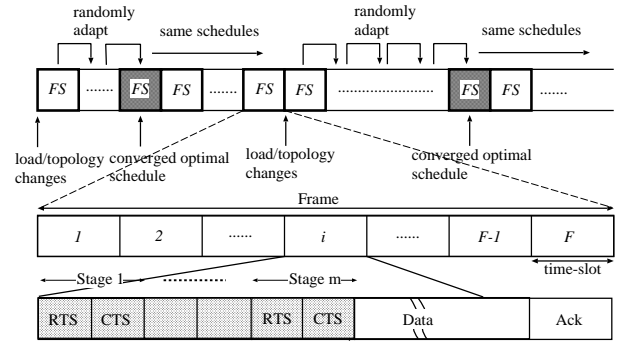 randomly
adapt
same schedules
randomly
adapt
same schedules
FS ....... FS FS ....... FS FS ...................... FS FS .......
load/topology
changes
converged optimal
schedule
load/topology
changes
converged optimal
schedule
Frame
1 2 ...... i ...... F-1 F
time-slot
Stage 1 .......... Stage m
RTS CTS RTS CTS Data Ack